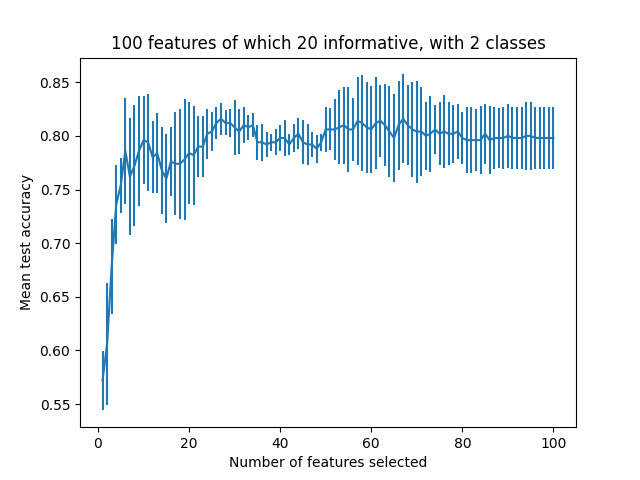 100 features of which 20 informative, with 2 classes
0.85
0.80
0.75
0.70
0.65
0.60
0.55
Mean test accuracy
0 20 40 60 80 100
Number of features selected